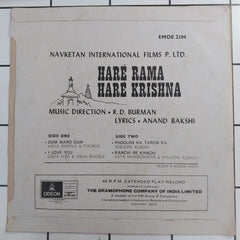 EMOE 2104
NAVKETAN INTERNATIONAL FILMS P. LTD.
HARE RAMA
HARE KRISHNA
MUSIC DIRECTION • R. D. BURMAN
LYRICS • ANAND BAKSHI
SIDE ONE
• DUM MARO DUM
ASHA BHOSLE & CHORUS
• I LOVE YOU
USHA IYER & ASHA BHOSLE
SIDE TWO
• PHOOLON KA TARON KA
KISHORE KUMAR
• KANCHI RE KANCHI
LATA MANGESHKAR & KISHORE KUMAR
ODEON
45 R.P.M. EXTENDED PLAY RECORD
THE GRAMOPHONE COMPANY OF INDIA LIMITED